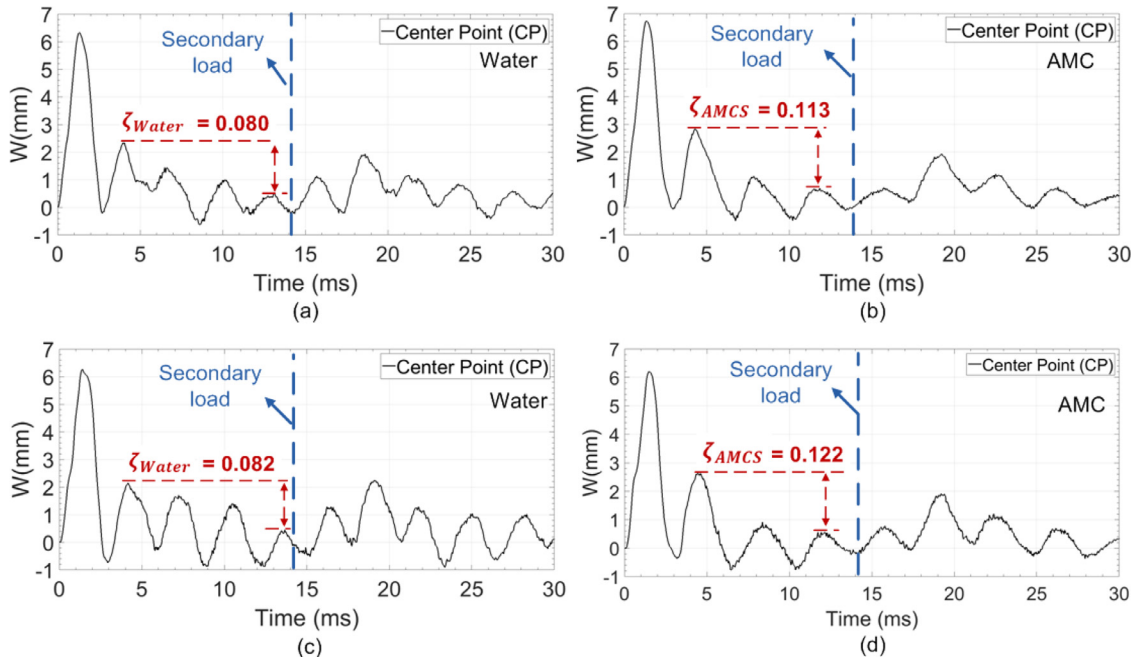 7
6
5
4
3
2
1
0
-1
W(mm)
Secondary
load
Center Point (CP)
Water
ζWater = 0.080
0 5 10 15 20 25 30
Time (ms)
(a)
7
6
5
4
3
2
1
0
-1
W(mm)
Secondary
load
Center Point (CP)
AMC
ζAMCS = 0.113
0 5 10 15 20 25 30
Time (ms)
(b)
7
6
5
4
3
2
1
0
-1
W(mm)
Secondary
load
Center Point (CP)
Water
ζWater = 0.082
0 5 10 15 20 25 30
Time (ms)
(c)
7
6
5
4
3
2
1
0
-1
W(mm)
Secondary
load
Center Point (CP)
AMC
ζAMCS = 0.122
0 5 10 15 20 25 30
Time (ms)
(d)